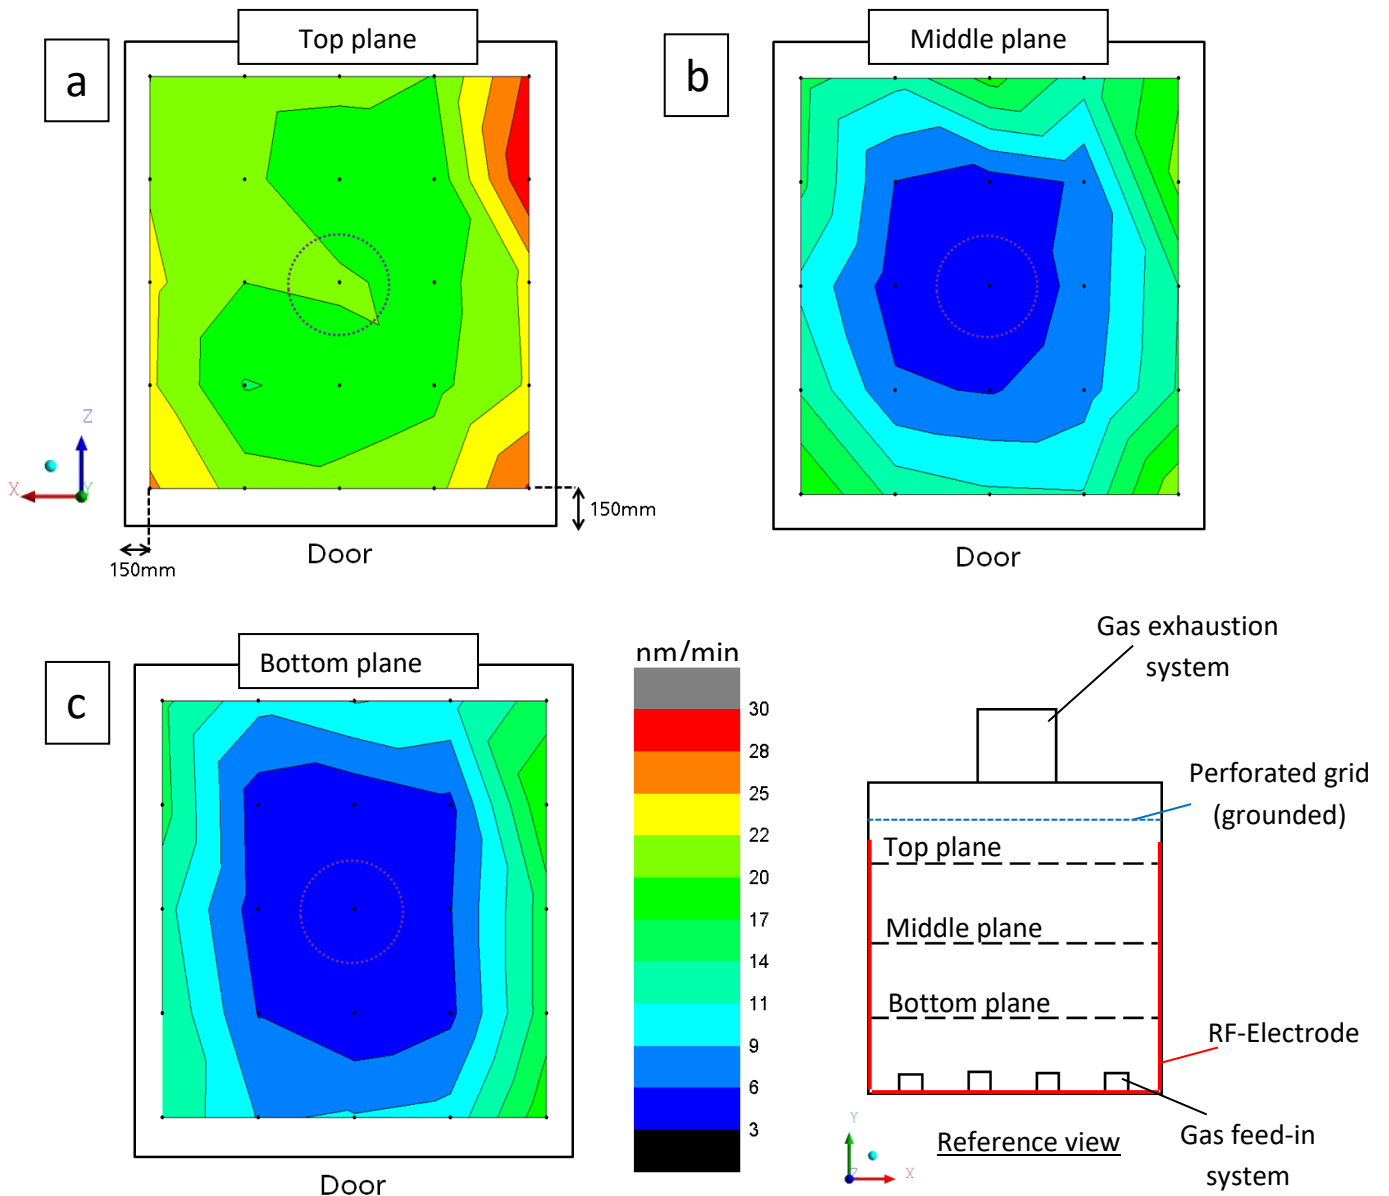 a
Top plane
b
Middle plane
Z
X
Y
150mm
150mm
Door
Door
c
Bottom plane
nm/min
30
28
25
22
20
17
14
11
9
6
3
Door
Gas exhaustion
system
Perforated grid
(grounded)
Top plane
Middle plane
Bottom plane
RF-Electrode
Gas feed-in
system
Reference view
Y
Z
X